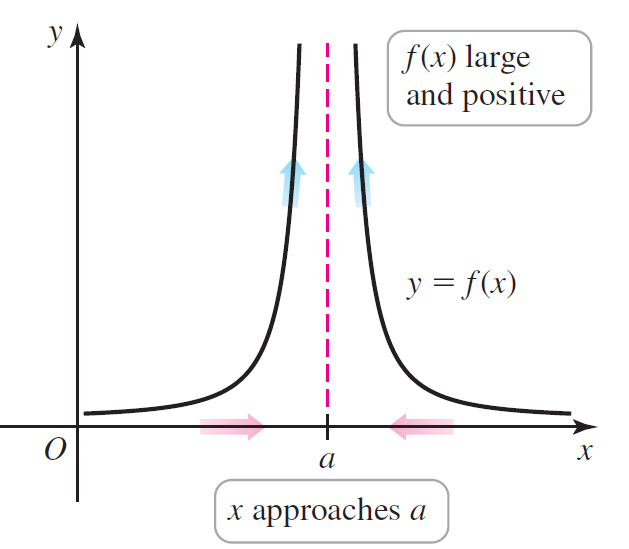 y
f(x) large
and positive
y = f(x)
O
a
x
x approaches a